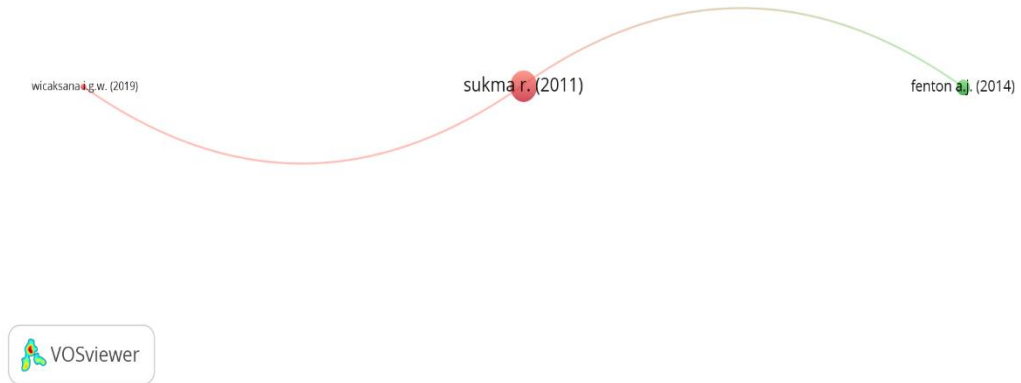 wicaksana i.g.w. (2019)
sukma r. (2011)
fenton a.j. (2014)
VOSviewer